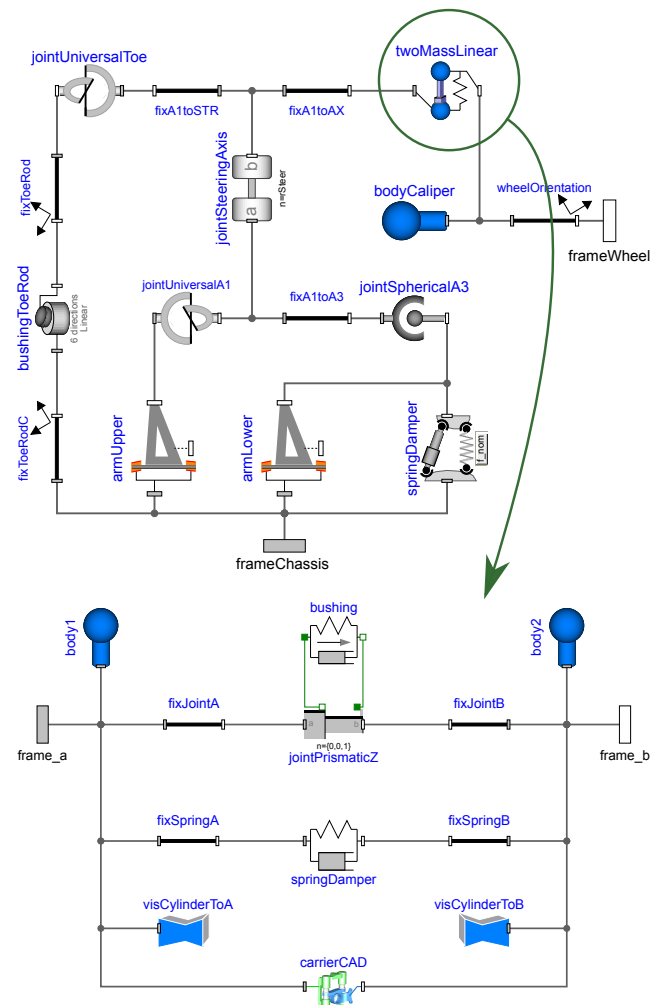 twoMassLinear
jointUniversalToe
fixA1toSTR
fixA1toAX
b
a
jointSteeringAxis
n=rSteer
bodyCaliper
wheelOrientation
frameWheel
fixToeRod
jointUniversalA1
fixA1toA3
jointSphericalA3
bushingToeRod
6 directions
Linear
fixToeRodC
armUpper
armLower
springDamper
f_nom
frameChassis
bushing
body1
body2
fixJointA
fixJointB
a
b
frame_a
n={0,0,1}
jointPrismaticZ
frame_b
fixSpringA
fixSpringB
springDamper
visCylinderToA
visCylinderToB
carrierCAD